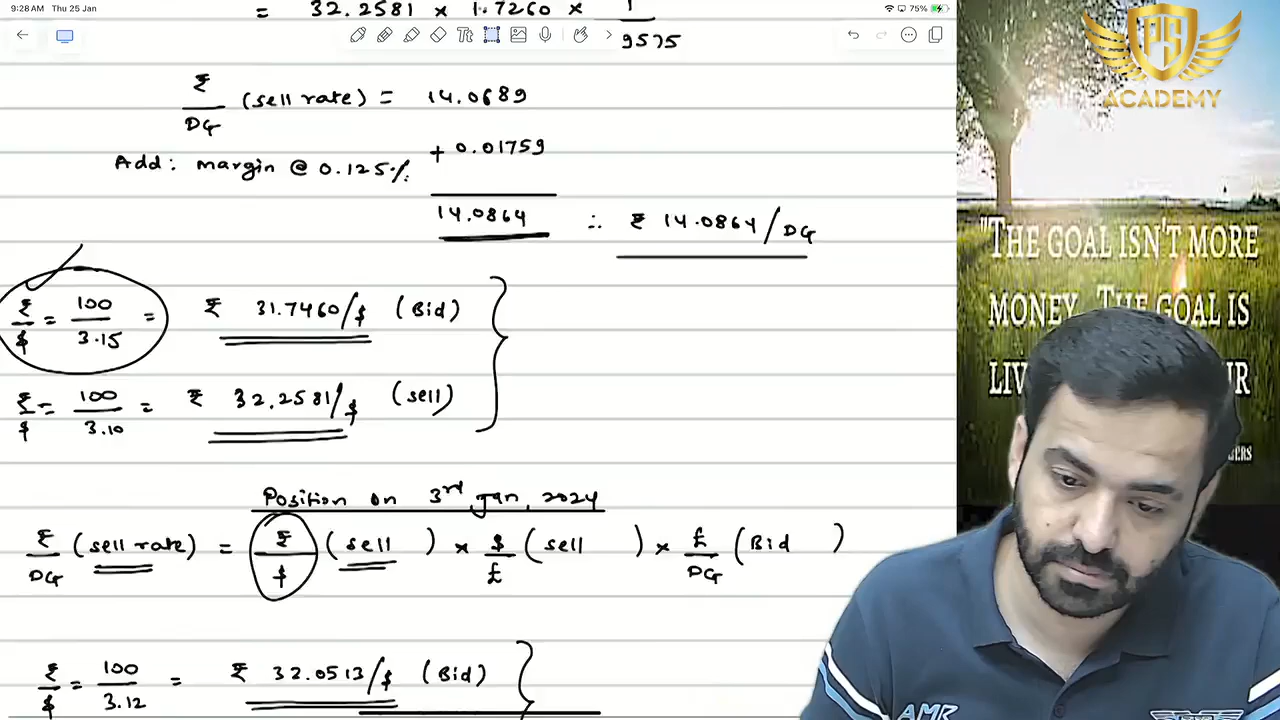 9:28 AM Thu 25 Jan
75%
= 32.2581 × 1.7260 × 1
9575
₹
DG (sell rate) = 14.0689
Add: margin @ 0.125% + 0.01759
14.0864 ∴ ₹ 14.0864/DG
₹/$ = 100/3.15 = ₹ 31.7460/$ (Bid)
₹/$ = 100/3.10 = ₹ 32.2581/$ (sell)
Position on 3rd Jan, 2024
₹/DG (sell rate) = ₹/$ (sell ) × $/£ (sell ) × £/DG (Bid )
₹/$ = 100/3.12 = ₹ 32.0513/$ (Bid)
PS
ACADEMY
"THE GOAL ISN'T MORE
MONEY. THE GOAL IS
AMR